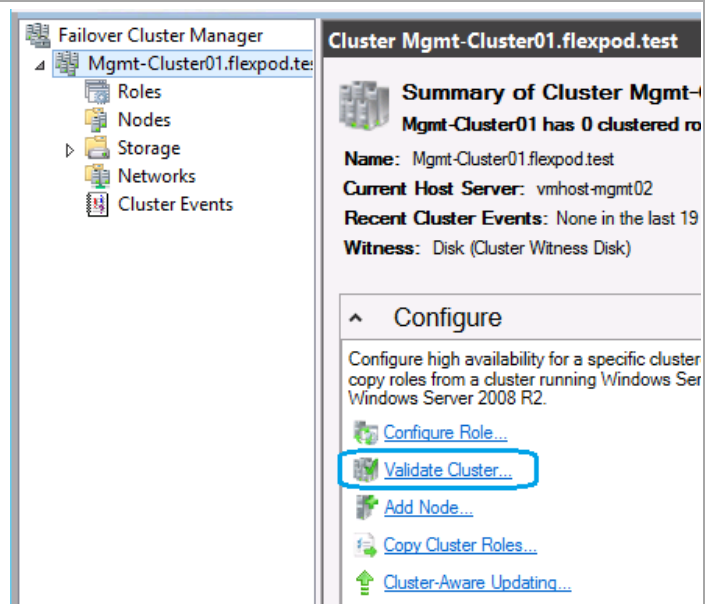 Failover Cluster Manager
Mgmt-Cluster01.flexpod.te
Roles
Nodes
Storage
Networks
Cluster Events
Cluster Mgmt-Cluster01.flexpod.test
Summary of Cluster Mgmt-
Mgmt-Cluster01 has 0 clustered ro
Name: Mgmt-Cluster01.flexpod.test
Current Host Server: vmhost-mgmt02
Recent Cluster Events: None in the last 19
Witness: Disk (Cluster Witness Disk)
Configure
Configure high availability for a specific cluster
copy roles from a cluster running Windows Ser
Windows Server 2008 R2.
Configure Role...
Validate Cluster...
Add Node...
Copy Cluster Roles...
Cluster-Aware Updating...